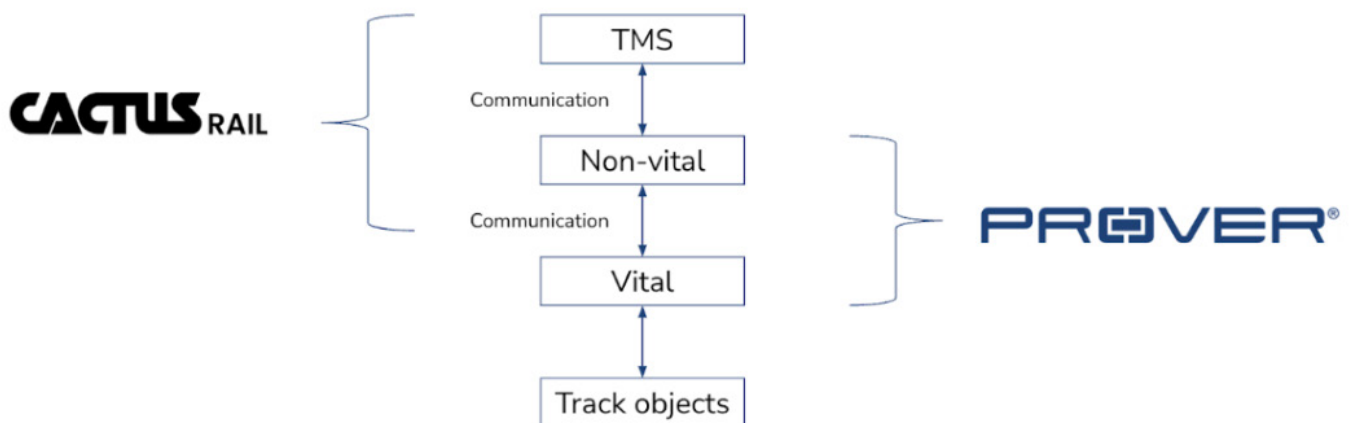 TMS
Communication
CACTUS RAIL
Non-vital
Communication
PROVER®
Vital
Track objects